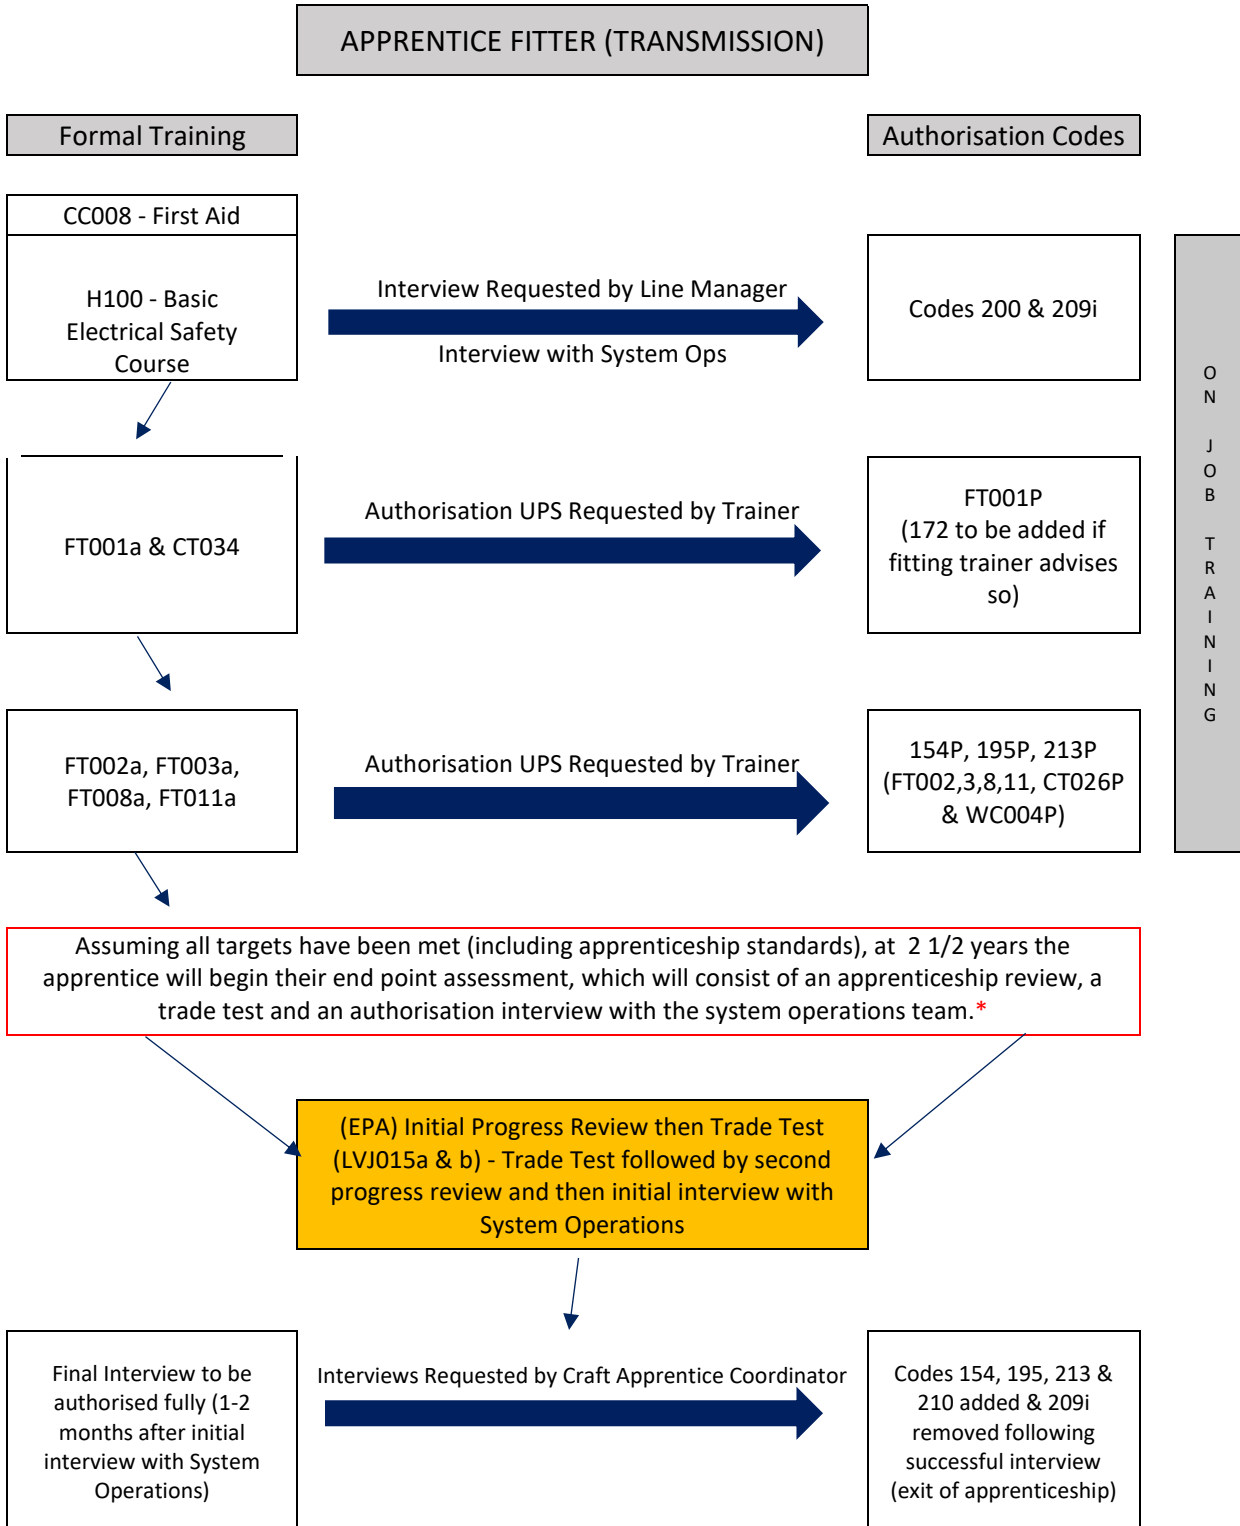 APPRENTICE FITTER (TRANSMISSION)
Formal Training
Authorisation Codes
CC008 - First Aid
H100 - Basic
Electrical Safety
Course
Interview Requested by Line Manager
Interview with System Ops
Codes 200 & 209i
FT001a & CT034
Authorisation UPS Requested by Trainer
FT001P
(172 to be added if
fitting trainer advises
so)
FT002a, FT003a,
FT008a, FT011a
Authorisation UPS Requested by Trainer
154P, 195P, 213P
(FT002,3,8,11, CT026P
& WC004P)
ON JOB TRAINING
Assuming all targets have been met (including apprenticeship standards), at  2 1/2 years the
apprentice will begin their end point assessment, which will consist of an apprenticeship review, a
trade test and an authorisation interview with the system operations team.*
(EPA) Initial Progress Review then Trade Test
(LVJ015a & b) - Trade Test followed by second
progress review and then initial interview with
System Operations
Final Interview to be
authorised fully (1-2
months after initial
interview with System
Operations)
Interviews Requested by Craft Apprentice Coordinator
Codes 154, 195, 213 &
210 added & 209i
removed following
successful interview
(exit of apprenticeship)